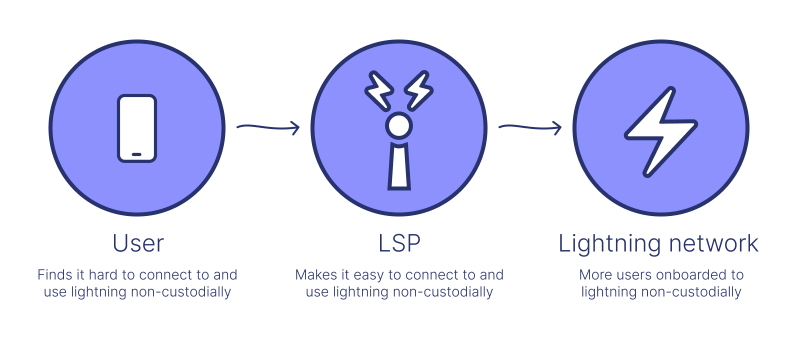 User
Finds it hard to connect to and
use lightning non-custodially
LSP
Makes it easy to connect to and
use lightning non-custodially
Lightning network
More users onboarded to
lightning non-custodially